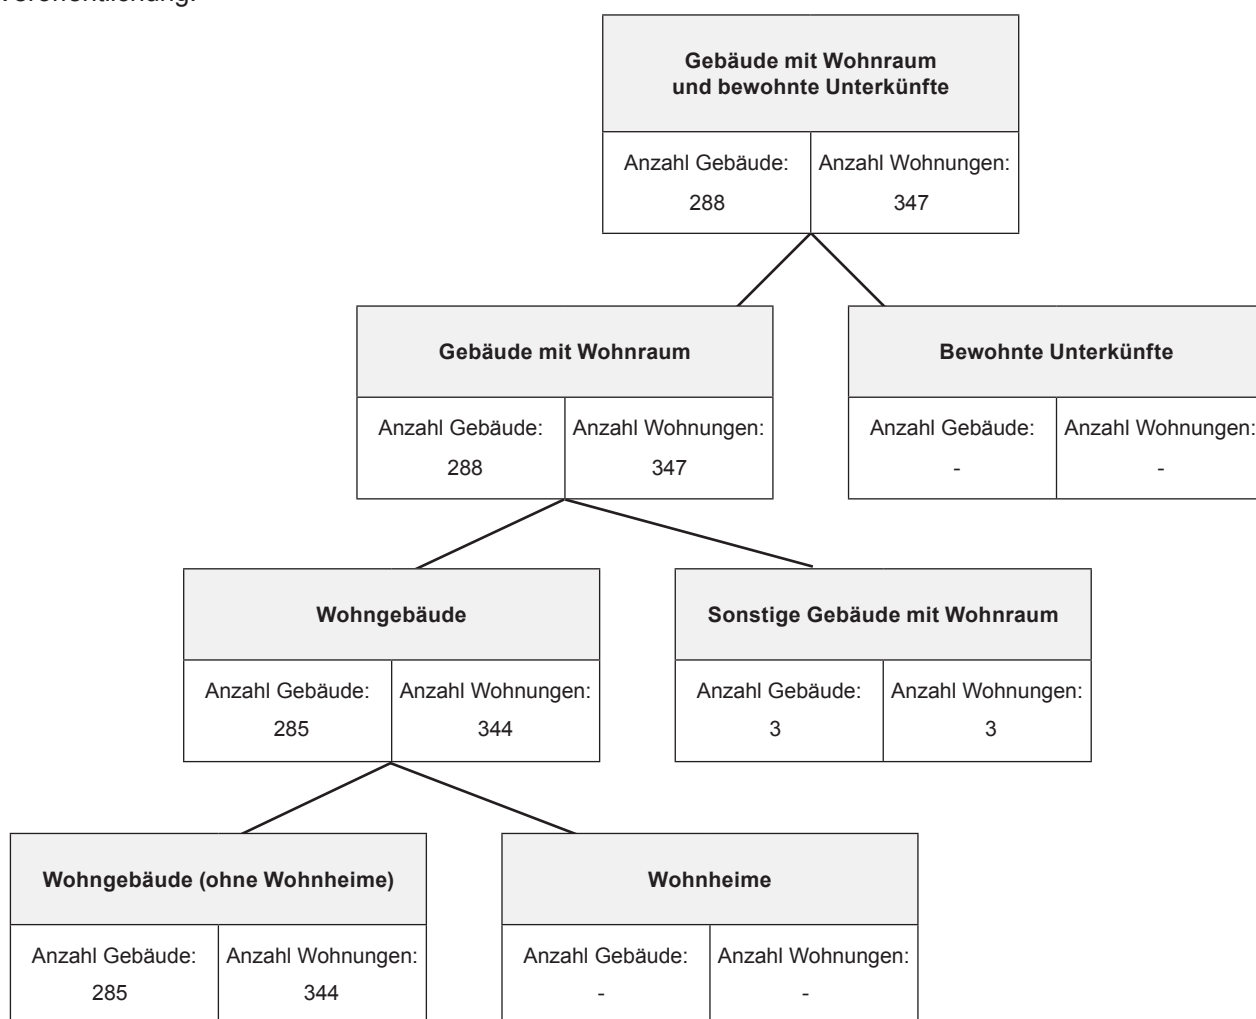 Veröffentlichung.
Gebäude mit Wohnraum
und bewohnte Unterkünfte
Anzahl Gebäude: Anzahl Wohnungen:
288 347
Gebäude mit Wohnraum
Anzahl Gebäude: Anzahl Wohnungen:
288 347
Bewohnte Unterkünfte
Anzahl Gebäude: Anzahl Wohnungen:
- -
Wohngebäude
Anzahl Gebäude: Anzahl Wohnungen:
285 344
Sonstige Gebäude mit Wohnraum
Anzahl Gebäude: Anzahl Wohnungen:
3 3
Wohngebäude (ohne Wohnheime)
Anzahl Gebäude: Anzahl Wohnungen:
285 344
Wohnheime
Anzahl Gebäude: Anzahl Wohnungen:
- -